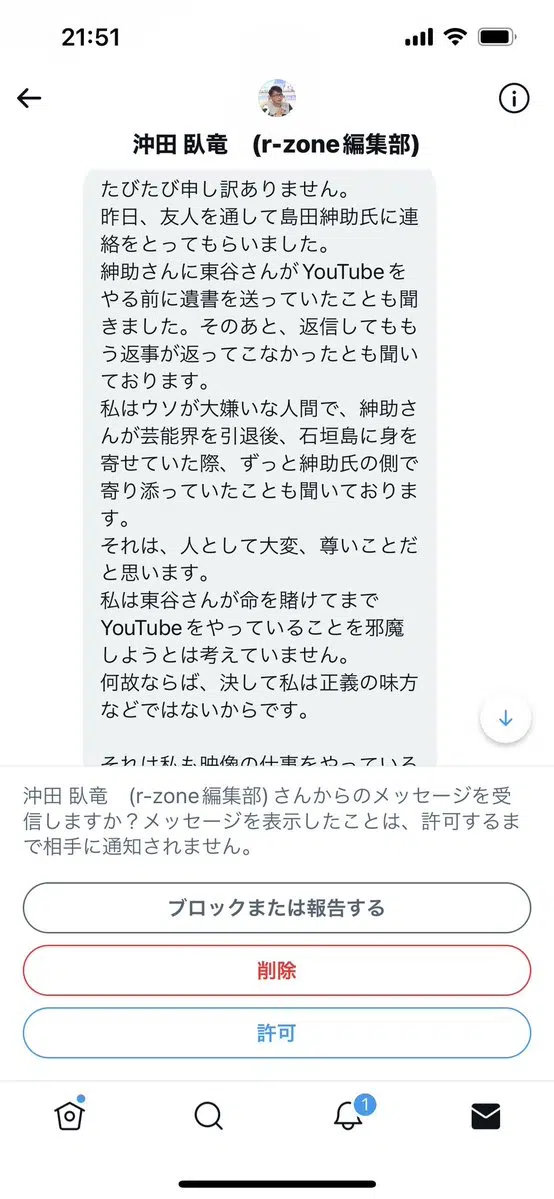 21:51
沖田 臥竜 (r-zone編集部)
たびたび申し訳ありません。
昨日、友人を通して島田紳助氏に連
絡をとってもらいました。
紳助さんに東谷さんがYouTubeを
やる前に遺書を送っていたことも聞
きました。そのあと、返信してもも
う返事が返ってこなかったとも聞い
ております。
私はウソが大嫌いな人間で、紳助さ
んが芸能界を引退後、石垣島に身を
寄せていた際、ずっと紳助氏の側で
寄り添っていたことも聞いておりま
す。
それは、人として大変、尊いことだ
と思います。
私は東谷さんが命を賭けてまで
YouTubeをやっていることを邪魔
しようとは考えていません。
何故ならば、決して私は正義の味方
などではないからです。
それは私も映像の仕事をやっている
沖田 臥竜 (r-zone編集部) さんからのメッセージを受
信しますか？メッセージを表示したことは、許可するま
で相手に通知されません。
ブロックまたは報告する
削除
許可
1